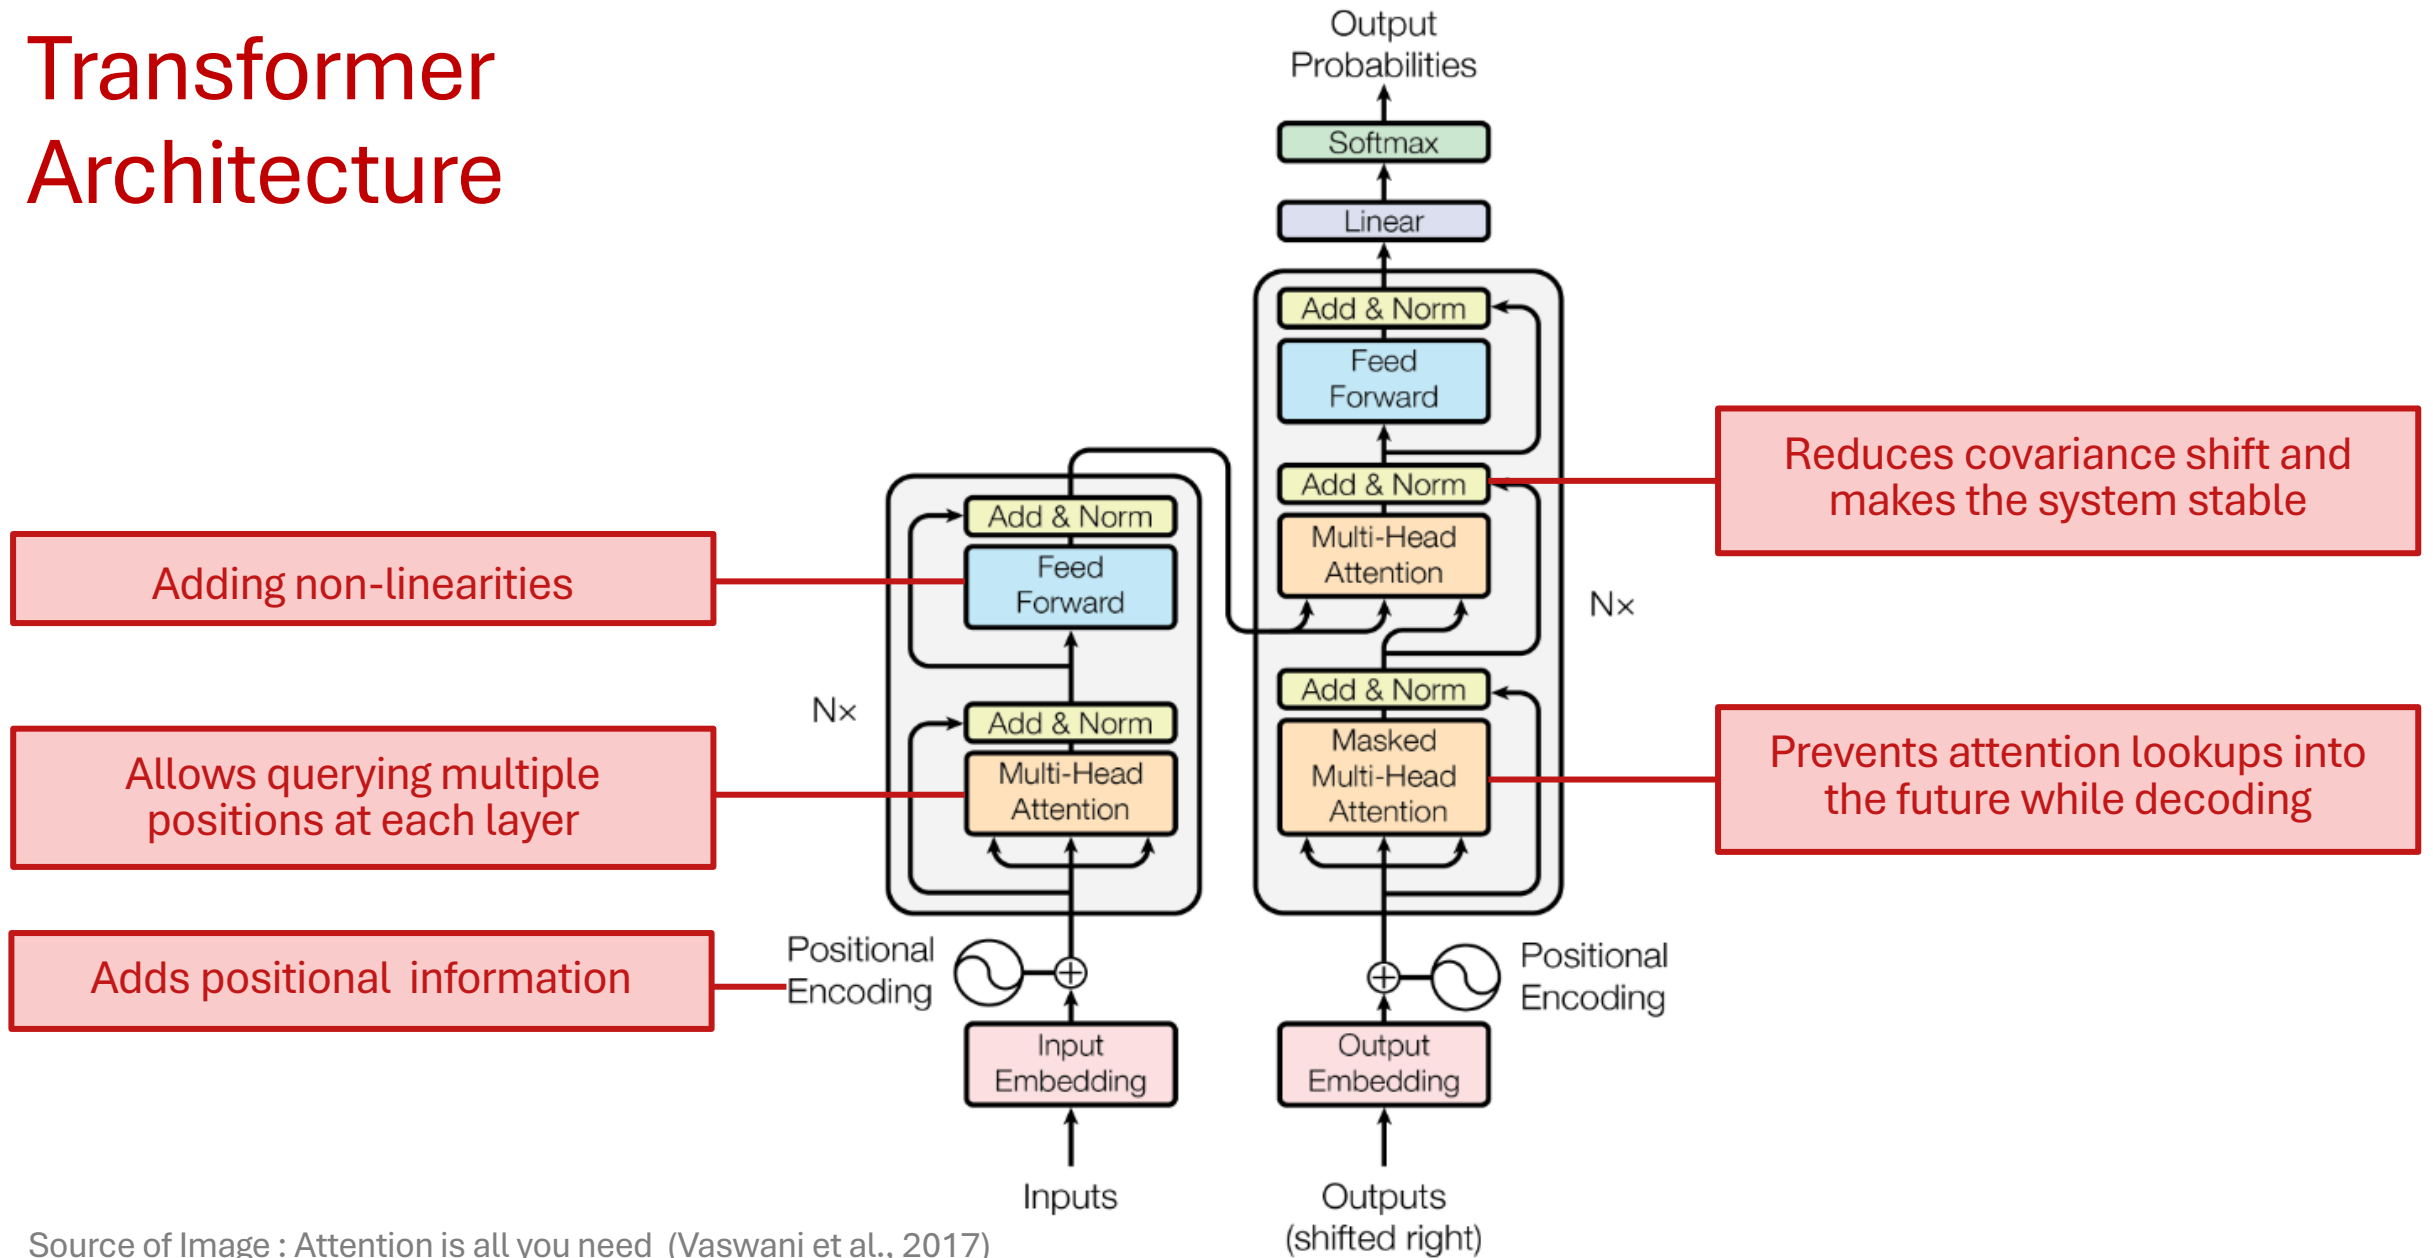 Transformer
Architecture
Output
Probabilities
Softmax
Linear
Add & Norm
Feed
Forward
Add & Norm
Multi-Head
Attention
Add & Norm
Masked
Multi-Head
Attention
Nx
Positional
Encoding
Output
Embedding
Outputs
(shifted right)
Add & Norm
Feed
Forward
Add & Norm
Multi-Head
Attention
Nx
Positional
Encoding
Input
Embedding
Inputs
Adding non-linearities
Allows querying multiple
positions at each layer
Adds positional information
Reduces covariance shift and
makes the system stable
Prevents attention lookups into
the future while decoding
Source of Image : Attention is all you need (Vaswani et al., 2017)